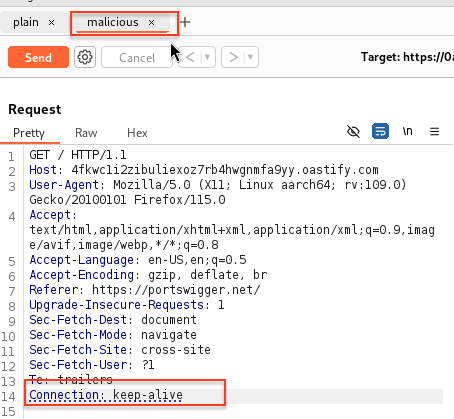 plain × malicious × +
Send Cancel < > Target: https://0a
Request
Pretty Raw Hex \n
1 GET / HTTP/1.1
2 Host: 4fkwc1i2zibuliexoz7rb4hwgnmfa9yy.oastify.com
3 User-Agent: Mozilla/5.0 (X11; Linux aarch64; rv:109.0)
Gecko/20100101 Firefox/115.0
4 Accept:
text/html,application/xhtml+xml,application/xml;q=0.9,imag
e/avif,image/webp,*/*;q=0.8
5 Accept-Language: en-US,en;q=0.5
6 Accept-Encoding: gzip, deflate, br
7 Referer: https://portswigger.net/
8 Upgrade-Insecure-Requests: 1
9 Sec-Fetch-Dest: document
10 Sec-Fetch-Mode: navigate
11 Sec-Fetch-Site: cross-site
12 Sec-Fetch-User: ?1
13 Te: trailers
14 Connection: keep-alive
15